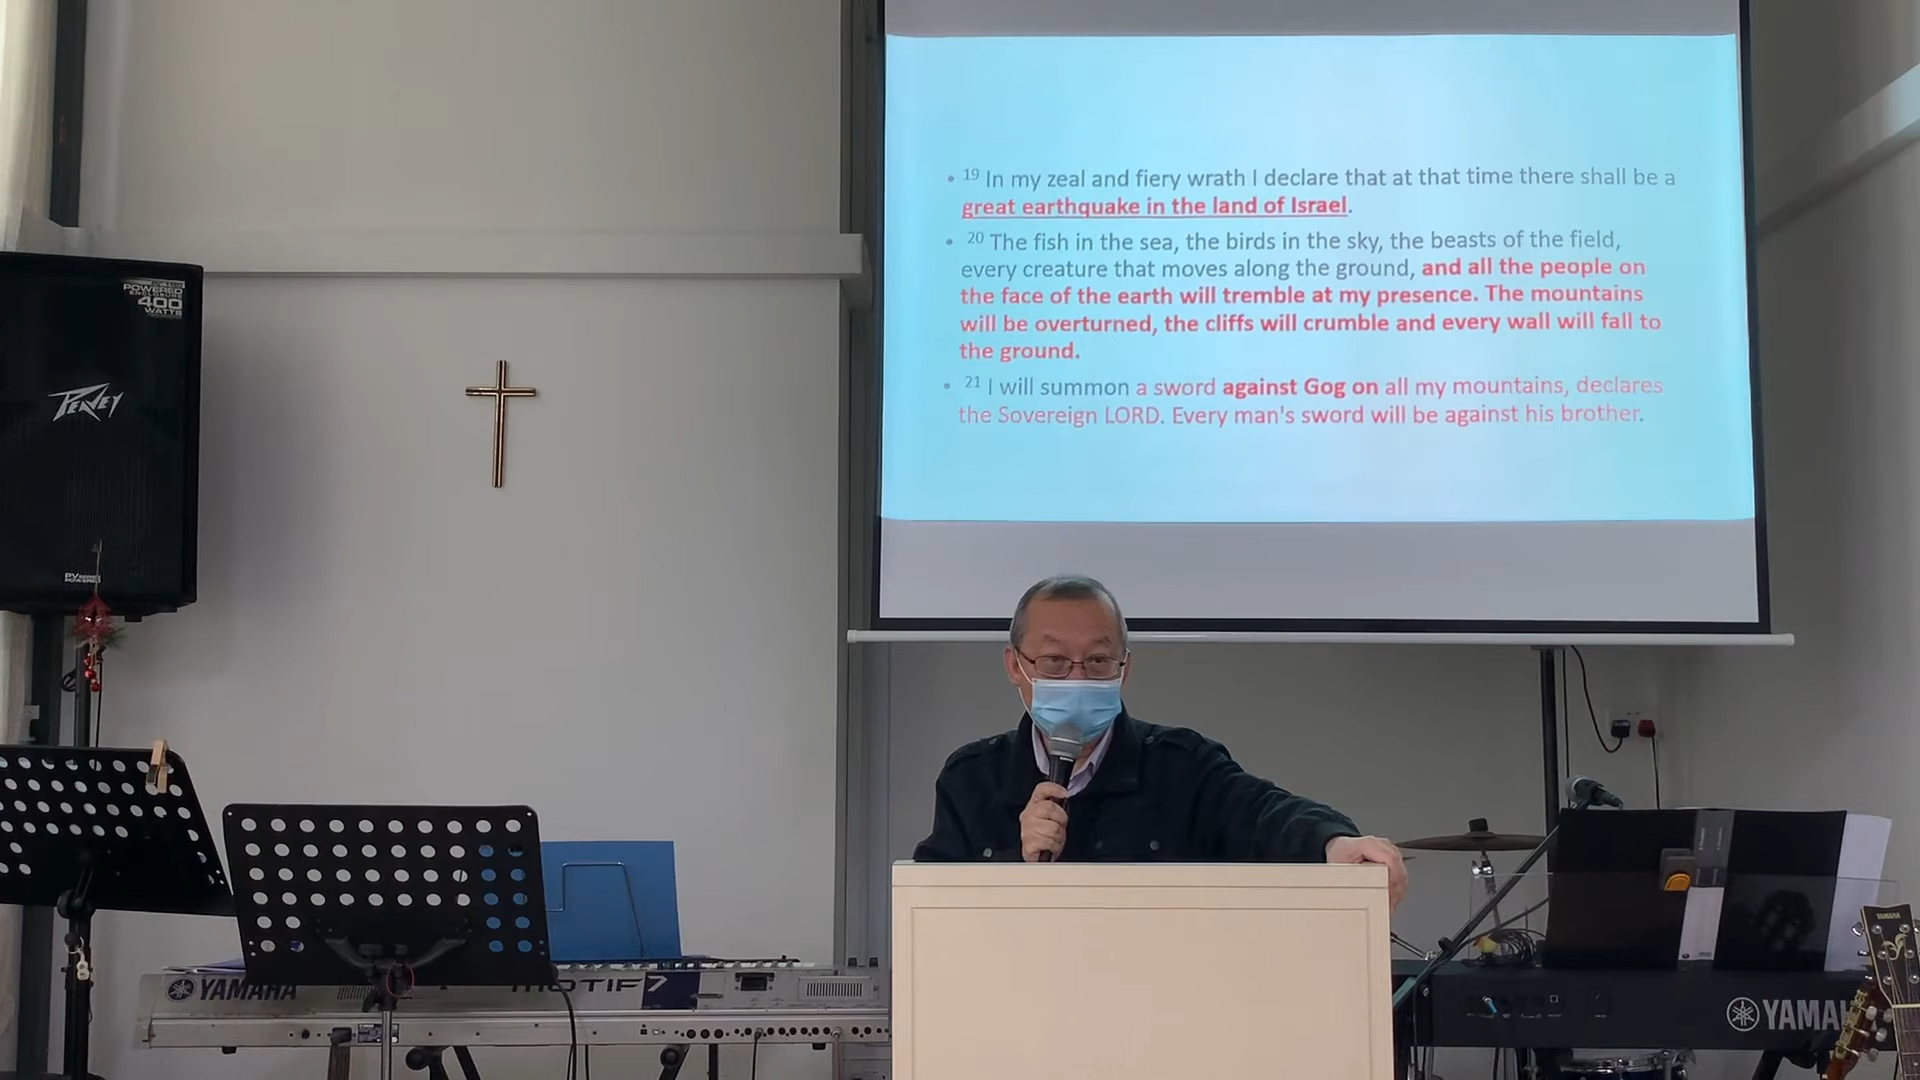 • 19 In my zeal and fiery wrath I declare that at that time there shall be a
great earthquake in the land of Israel.
• 20 The fish in the sea, the birds in the sky, the beasts of the field,
every creature that moves along the ground, and all the people on
the face of the earth will tremble at my presence. The mountains
will be overturned, the cliffs will crumble and every wall will fall to
the ground.
• 21 I will summon a sword against Gog on all my mountains, declares
the Sovereign LORD. Every man's sword will be against his brother.
POWERED
ENCLOSURE
400
WATTS
PEAVEY
YAMAHA
MOTIF 7
YAMAHA
YAMA